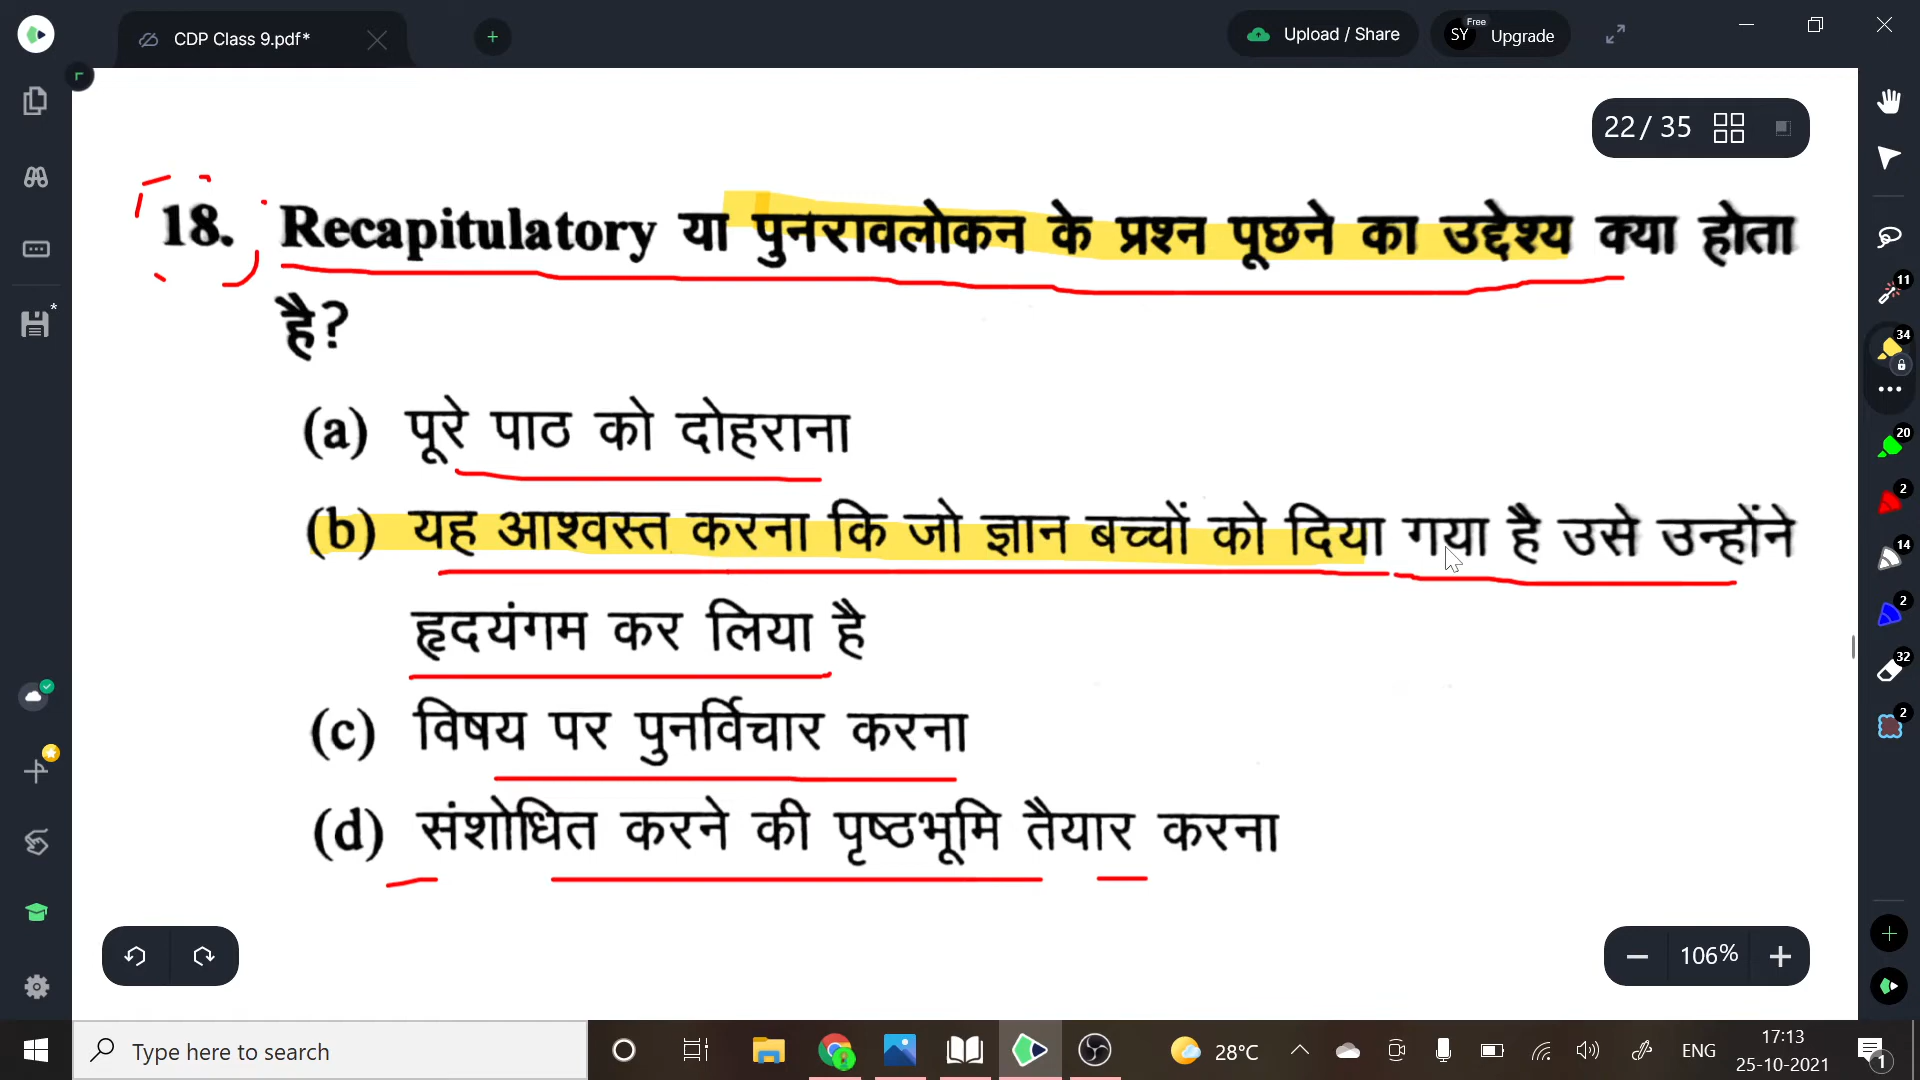 CDP Class 9.pdf*
Upload / Share
SY
Free
Upgrade
22 / 35
18. Recapitulatory या पुनरावलोकन के प्रश्न पूछने का उद्देश्य क्या होता
है?
(a) पूरे पाठ को दोहराना
(b) यह आश्वस्त करना कि जो ज्ञान बच्चों को दिया गया है उसे उन्होंने
हृदयंगम कर लिया है
(c) विषय पर पुनर्विचार करना
(d) संशोधित करने की पृष्ठभूमि तैयार करना
11
34
20
2
14
2
32
2
106%
Type here to search
28°C
ENG
17:13
25-10-2021
1